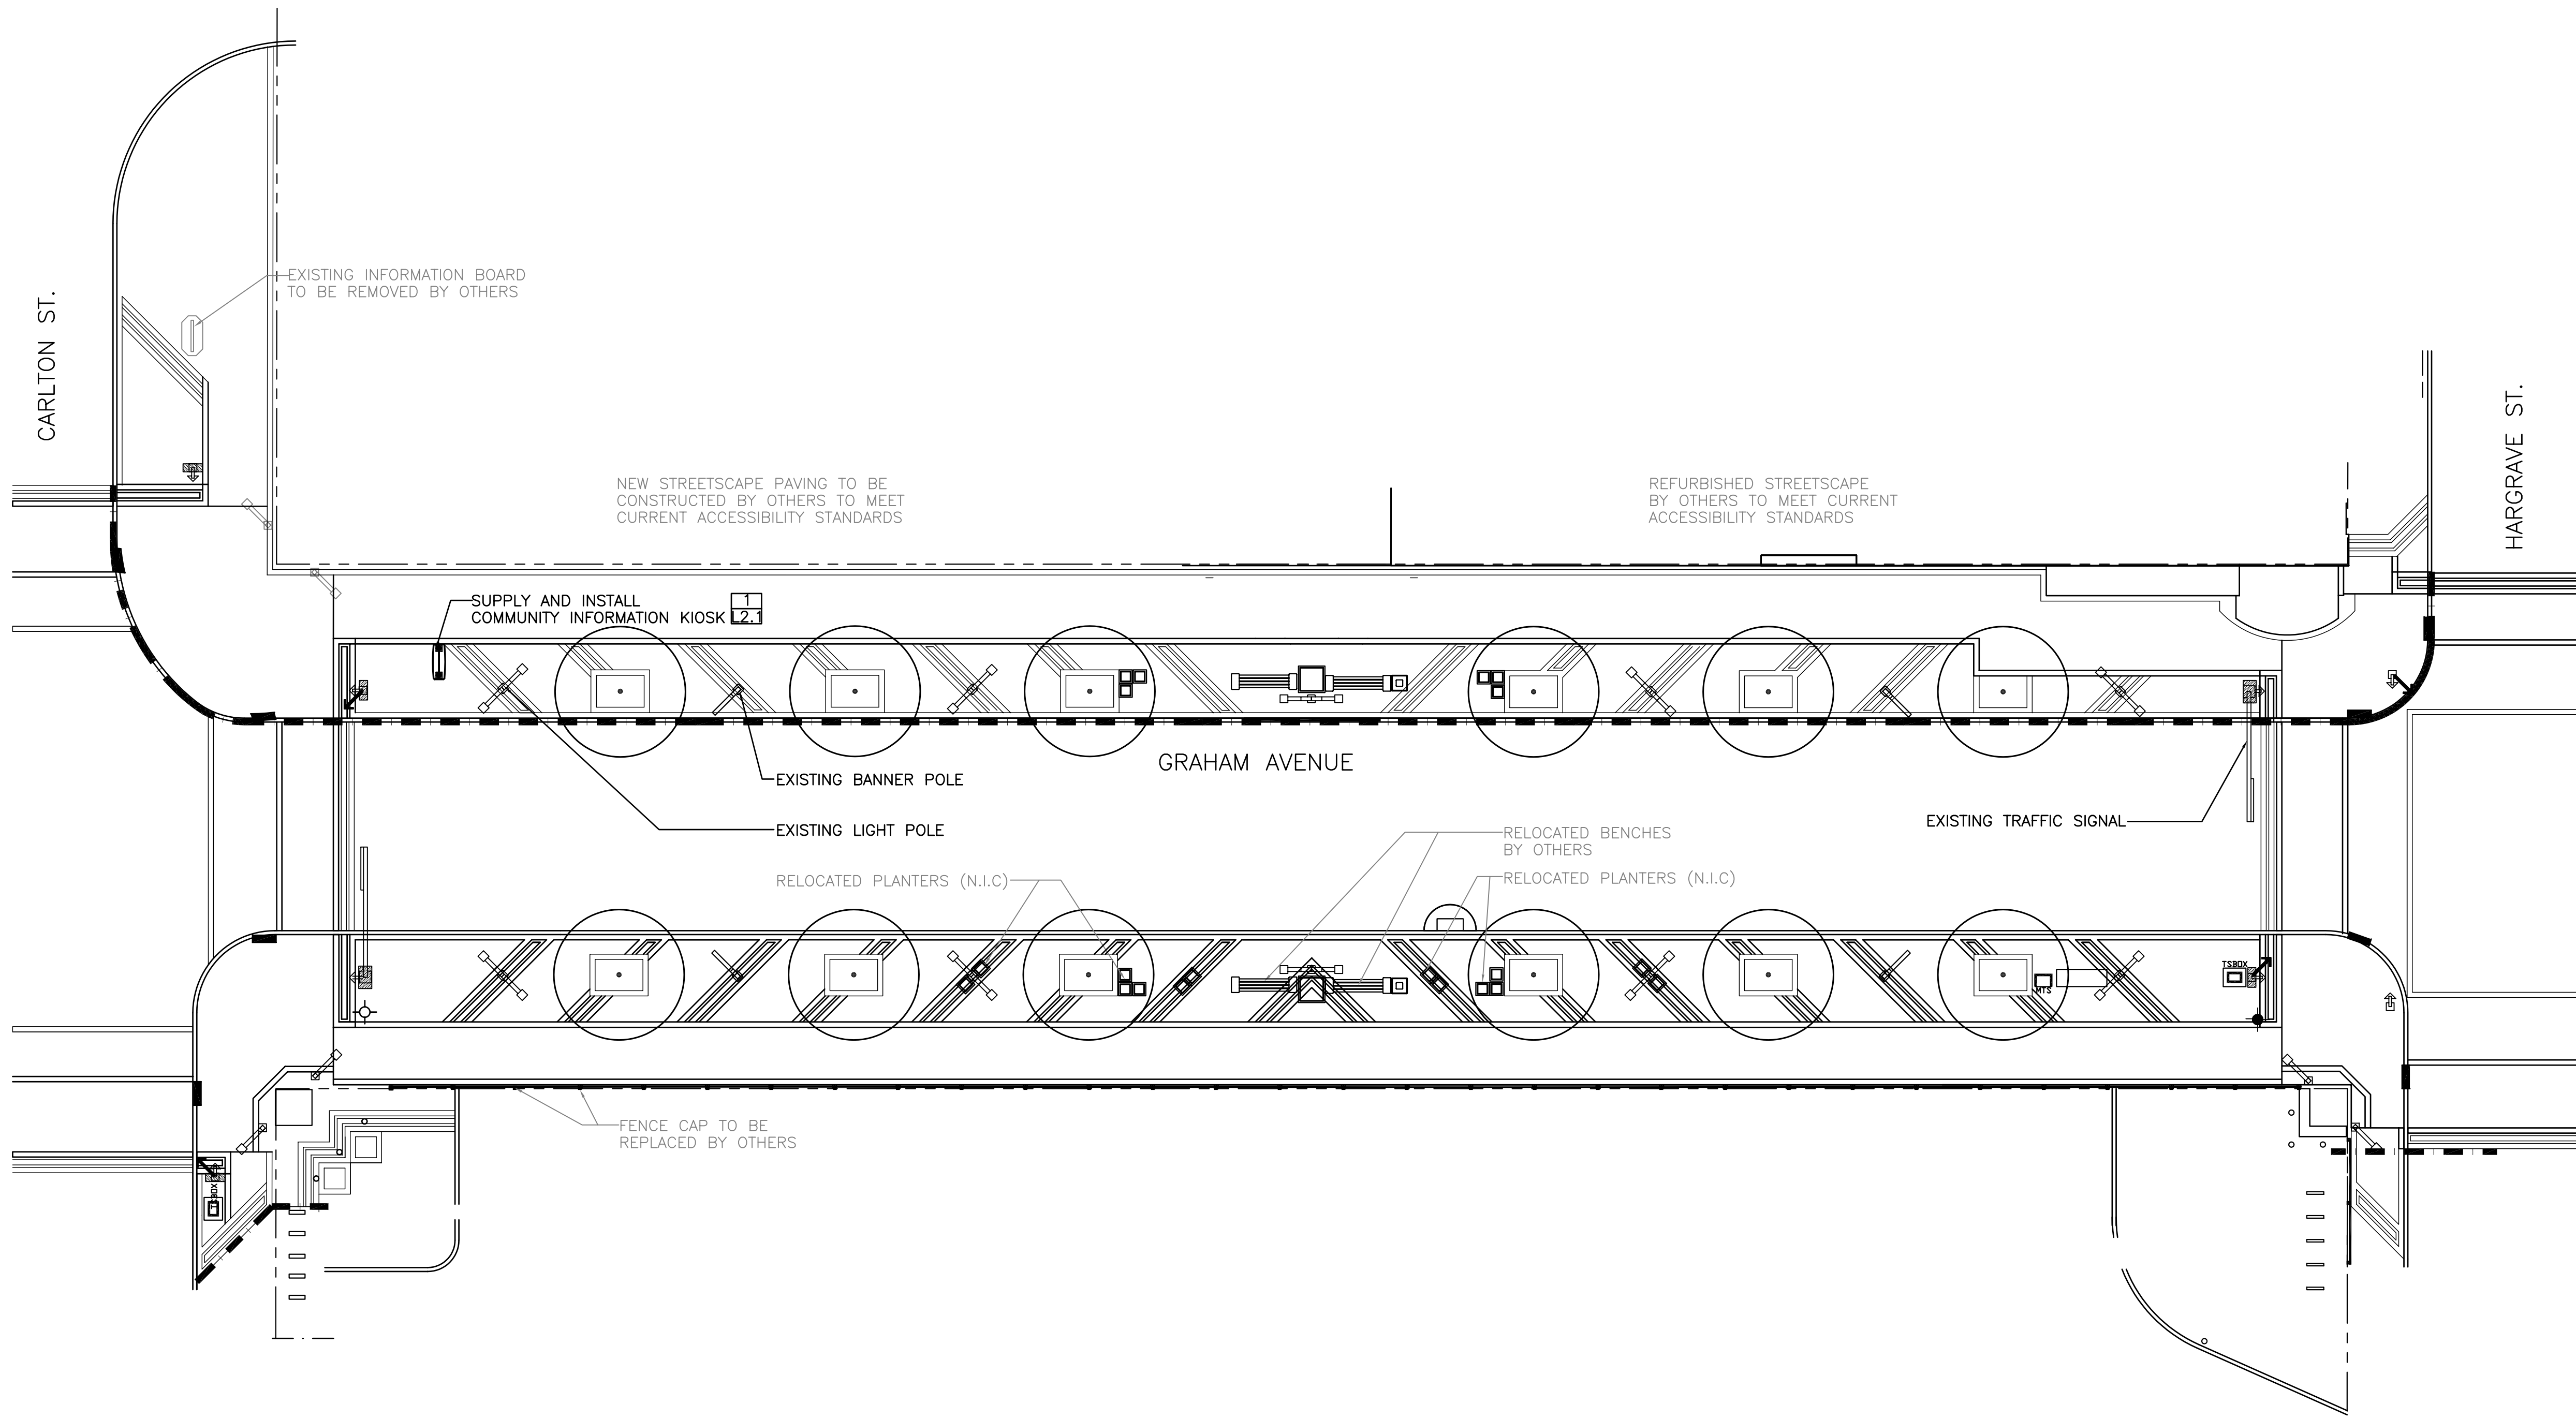 CARLTON ST.
EXISTING INFORMATION BOARD
TO BE REMOVED BY OTHERS
HARGRAVE ST.
NEW STREETSCAPE PAVING TO BE
CONSTRUCTED BY OTHERS TO MEET
CURRENT ACCESSIBILITY STANDARDS
REFURBISHED STREETSCAPE
BY OTHERS TO MEET CURRENT
ACCESSIBILITY STANDARDS
SUPPLY AND INSTALL
COMMUNITY INFORMATION KIOSK
1
L2.1
GRAHAM AVENUE
EXISTING BANNER POLE
EXISTING LIGHT POLE
EXISTING TRAFFIC SIGNAL
RELOCATED BENCHES
BY OTHERS
RELOCATED PLANTERS (N.I.C)
RELOCATED PLANTERS (N.I.C)
TSBOX
MTS
FENCE CAP TO BE
REPLACED BY OTHERS
TSBOX